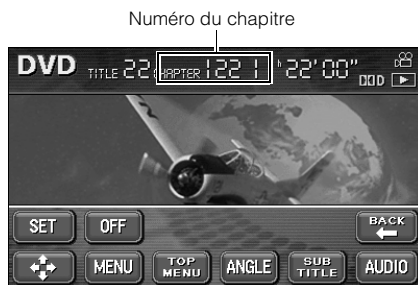 Numéro du chapitre
DVD TITLE 22 CHAPTER 122 1 h 22'00"
SET OFF BACK
MENU TOP MENU ANGLE SUB TITLE AUDIO